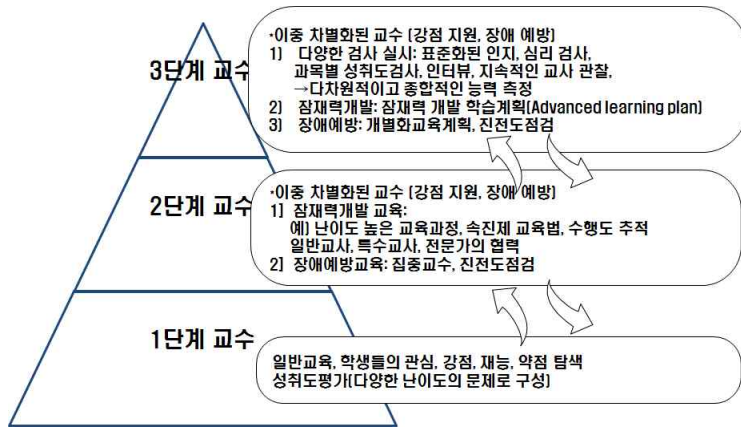 3단계 교수
·이중 차별화된 교수 (강점 지원, 장애 예방)
1] 다양한 검사 실시: 표준화된 인지, 심리 검사,
과목별 성취도검사, 인터뷰, 지속적인 교사 관찰,
→다차원적이고 종합적인 능력 측정
2] 잠재력개발: 잠재력 개발 학습계획(Advanced learning plan)
3] 장애예방: 개별화교육계획, 진전도점검
2단계 교수
·이중 차별화된 교수 (강점 지원, 장애 예방)
1] 잠재력개발 교육:
예) 난이도 높은 교육과정, 속진제 교육법, 수행도 추적
일반교사, 특수교사, 전문가의 협력
2] 장애예방교육: 집중교수, 진전도점검
1단계 교수
일반교육, 학생들의 관심, 강점, 재능, 약점 탐색
성취도평가(다양한 난이도의 문제로 구성)